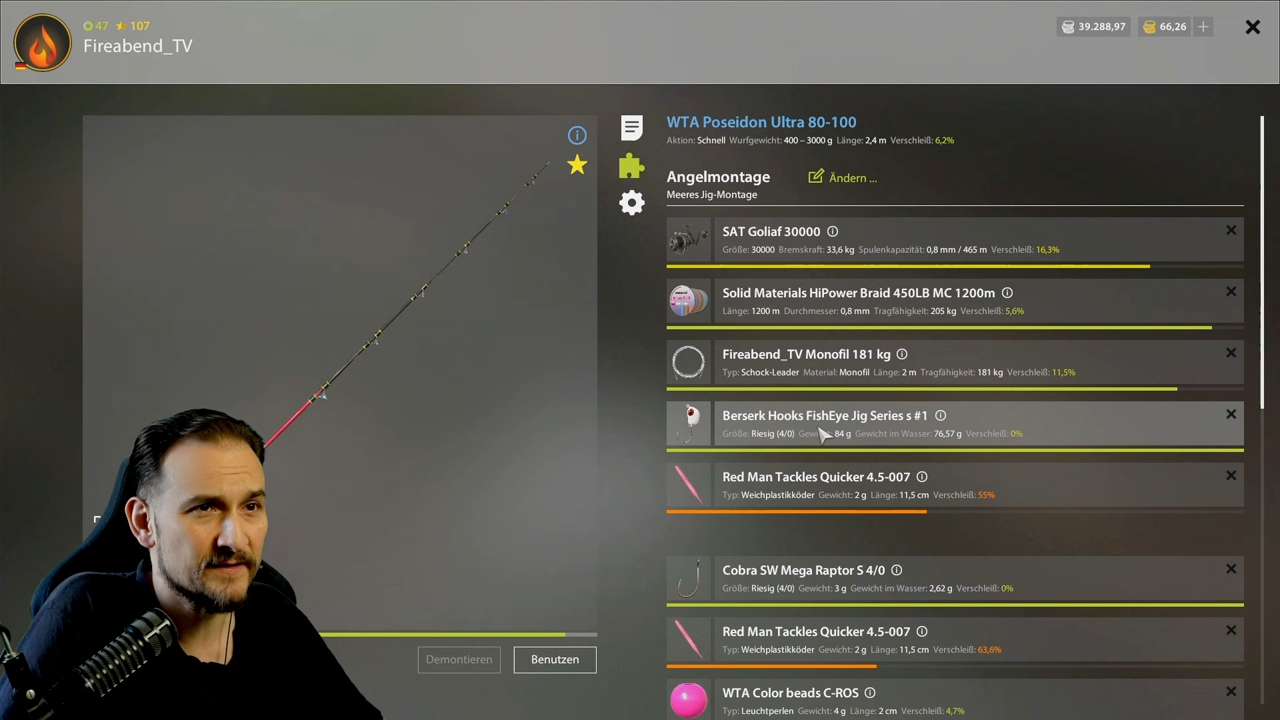 47 107
Fireabend_TV
39.288,97 66,26
WTA Poseidon Ultra 80-100
Aktion: Schnell Wurfgewicht: 400 – 3000 g Länge: 2,4 m Verschleiß: 6,2%
Angelmontage Ändern ...
Meeres Jig-Montage
SAT Goliaf 30000
Größe: 30000 Bremskraft: 33,6 kg Spulenkapazität: 0,8 mm / 465 m Verschleiß: 16,3%
Solid Materials HiPower Braid 450LB MC 1200m
Länge: 1200 m Durchmesser: 0,8 mm Tragfähigkeit: 205 kg Verschleiß: 5,6%
Fireabend_TV Monofil 181 kg
Typ: Schock-Leader Material: Monofil Länge: 2 m Tragfähigkeit: 181 kg Verschleiß: 11,5%
Berserk Hooks FishEye Jig Series s #1
Größe: Riesig (4/0) 84 g Gewicht im Wasser: 76,57 g Verschleiß: 0%
Red Man Tackles Quicker 4.5-007
Typ: Weichplastikköder Gewicht: 2 g Länge: 11,5 cm Verschleiß: 55%
Cobra SW Mega Raptor S 4/0
Größe: Riesig (4/0) Gewicht: 3 g Gewicht im Wasser: 2,62 g Verschleiß: 0%
Red Man Tackles Quicker 4.5-007
Typ: Weichplastikköder Gewicht: 2 g Länge: 11,5 cm Verschleiß: 63,6%
WTA Color beads C-ROS
Typ: Leuchtperlen Gewicht: 4 g Länge: 2 cm Verschleiß: 4,7%
Demontieren Benutzen